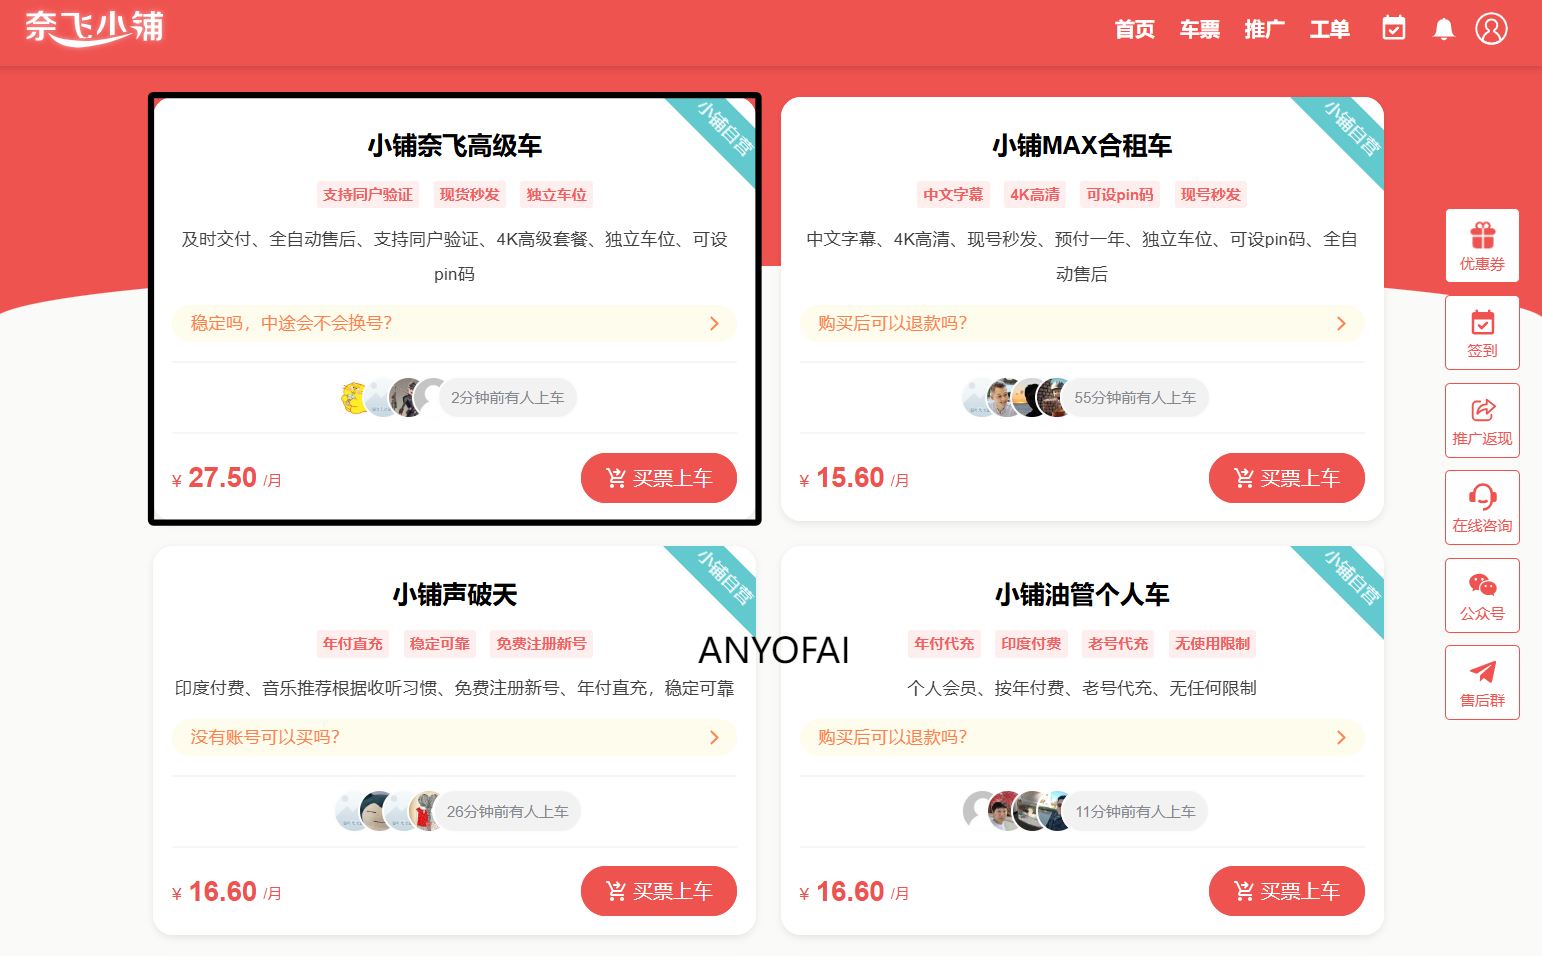 奈飞小铺
首页 车票 推广 工单
小铺自营
小铺奈飞高级车
支持同户验证 现货秒发 独立车位
及时交付、全自动售后、支持同户验证、4K高级套餐、独立车位、可设
pin码
稳定吗，中途会不会换号？
2分钟前有人上车
¥ 27.50 /月
买票上车
小铺自营
小铺MAX合租车
中文字幕 4K高清 可设pin码 现号秒发
中文字幕、4K高清、现号秒发、预付一年、独立车位、可设pin码、全自
动售后
购买后可以退款吗？
55分钟前有人上车
¥ 15.60 /月
买票上车
小铺自营
小铺声破天
年付直充 稳定可靠 免费注册新号
印度付费、音乐推荐根据收听习惯、免费注册新号、年付直充，稳定可靠
没有账号可以买吗？
26分钟前有人上车
¥ 16.60 /月
买票上车
ANYOFAI
小铺自营
小铺油管个人车
年付代充 印度付费 老号代充 无使用限制
个人会员、按年付费、老号代充、无任何限制
购买后可以退款吗？
11分钟前有人上车
¥ 16.60 /月
买票上车
优惠券
签到
推广返现
在线咨询
公众号
售后群